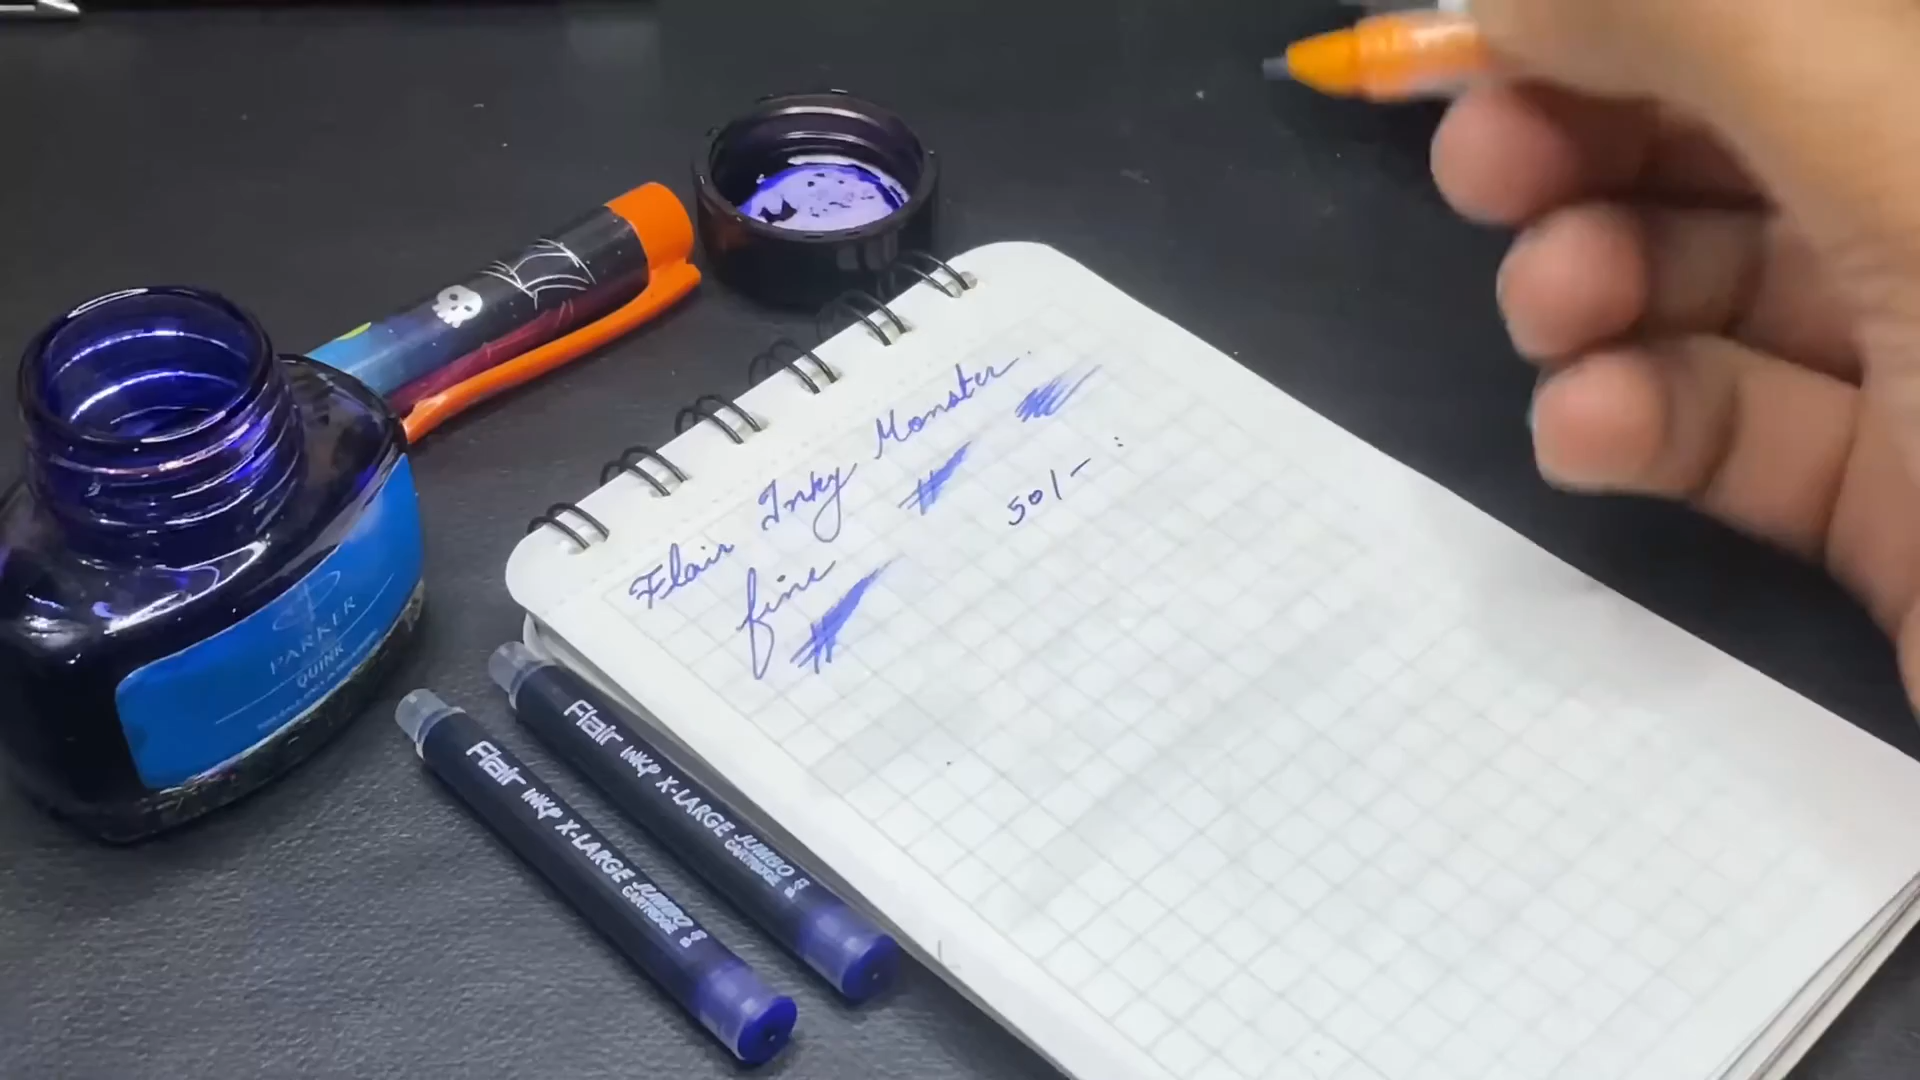 Flair Inky Monster.
fine
50/- :
PARKER
QUINK
Flair INKY X-LARGE JUMBO CARTRIDGE
Flair INKY X-LARGE JUMBO CARTRIDGE